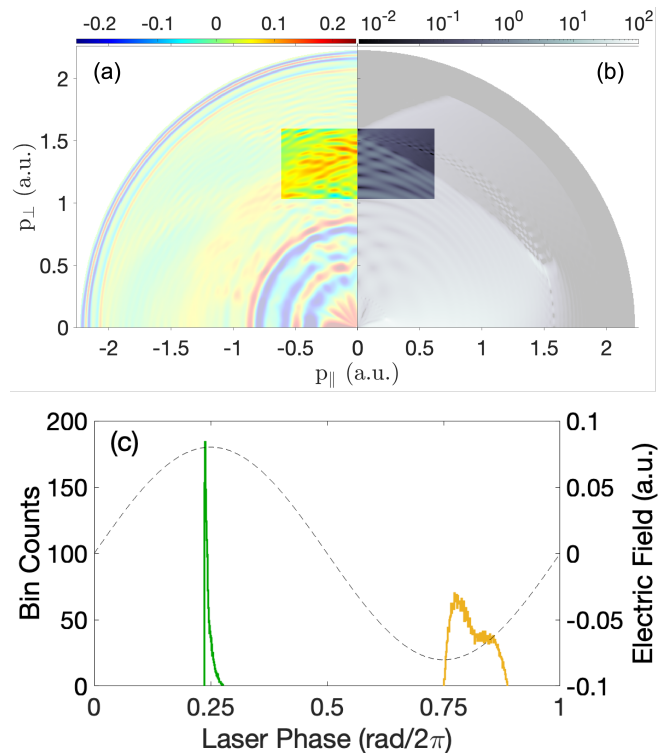 -0.2 -0.1 0 0.1 0.2 10^-2 10^-1 10^0 10^1 10^2
(a) (b)
2
1.5
1
0.5
0
p⊥ (a.u.)
-2 -1.5 -1 -0.5 0 0.5 1 1.5 2
p∥ (a.u.)
(c)
200
150
100
50
0
Bin Counts
0.1
0.05
0
-0.05
-0.1
Electric Field (a.u.)
0 0.25 0.5 0.75 1
Laser Phase (rad/2π)